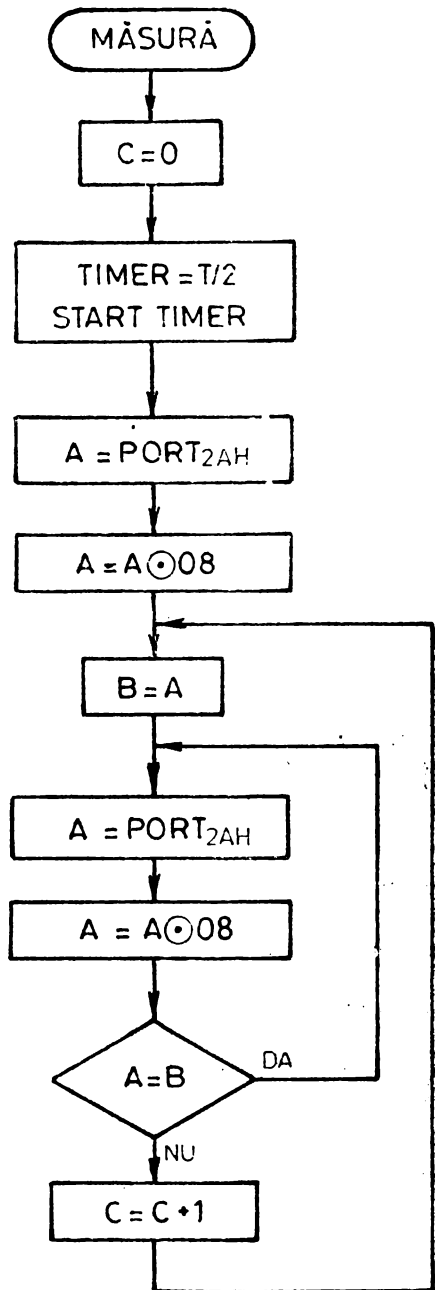 MĂSURĂ
C=0
TIMER = T/2
START TIMER
A = PORT2AH
A = A⊙08
B = A
A = PORT2AH
A = A⊙08
A=B
DA
NU
C = C+1